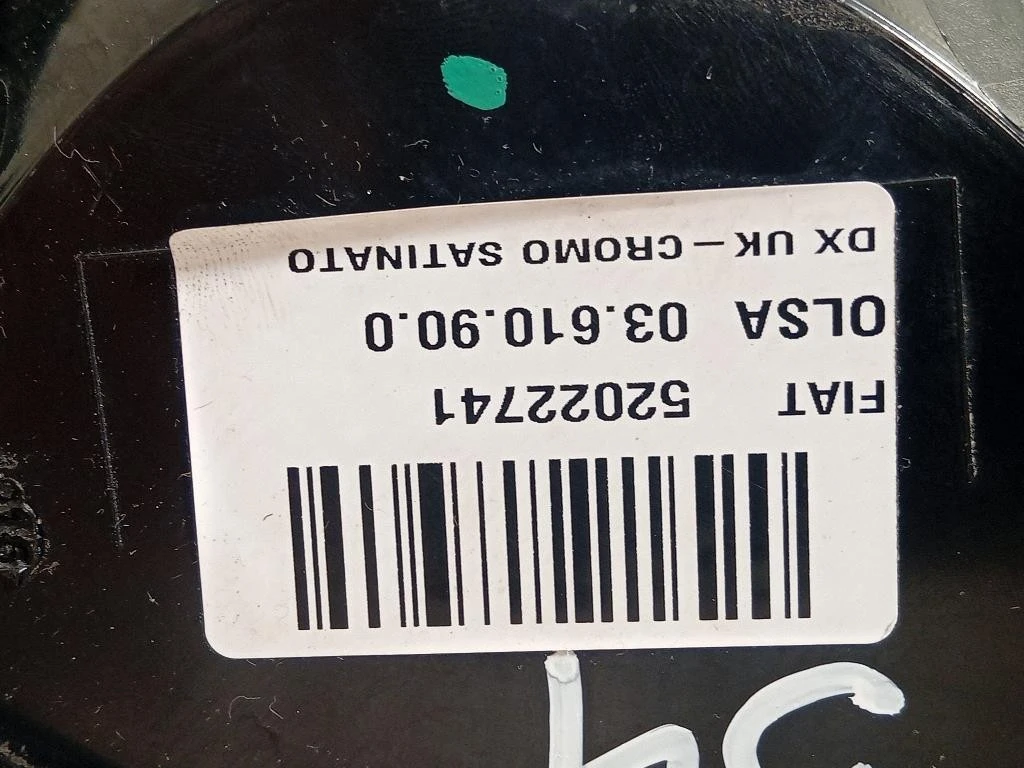 FIAT 52022741
OLSA 03.610.90.0
DX UK – CROMO SATINATO